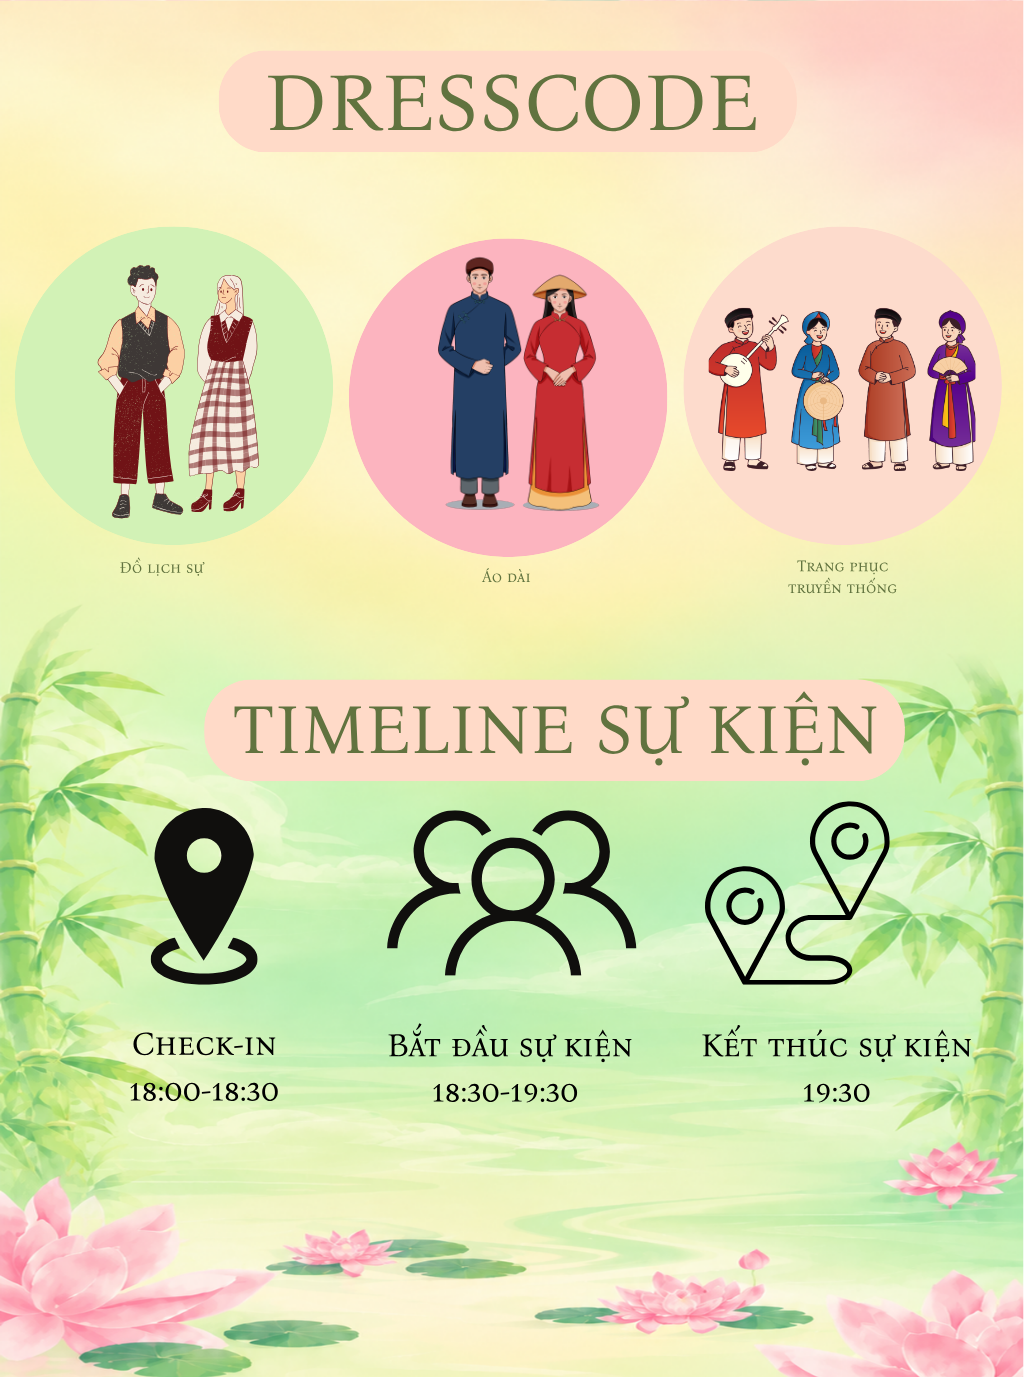 DRESSCODE
Đồ lịch sự
Áo dài
Trang phục
truyền thống
TIMELINE SỰ KIỆN
Check-in
18:00-18:30
Bắt đầu sự kiện
18:30-19:30
Kết thúc sự kiện
19:30